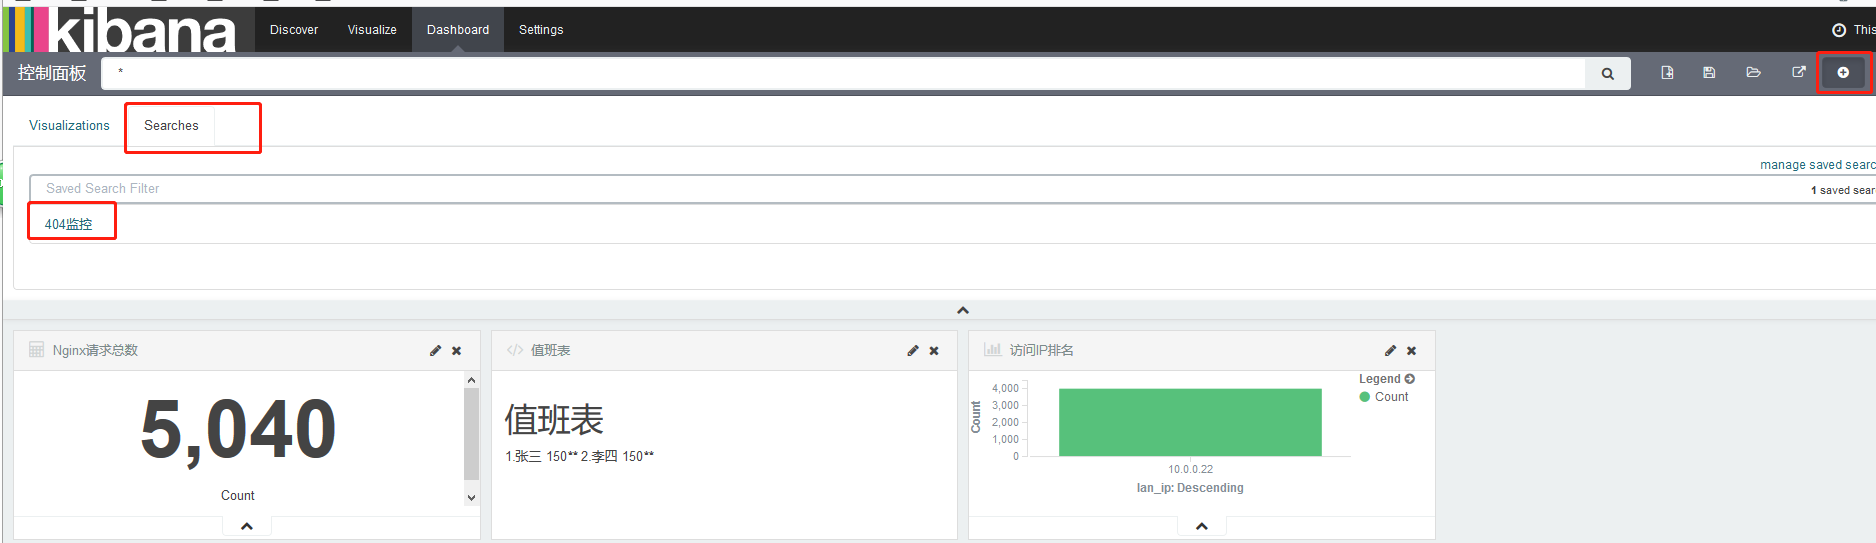 kibana Discover Visualize Dashboard Settings This
控制面板 *
Visualizations Searches
manage saved searc
Saved Search Filter 1 saved sear
404监控
Nginx请求总数
5,040
Count
值班表
值班表
1.张三 150** 2.李四 150**
访问IP排名
Legend
Count
4,000
3,000
2,000
1,000
0
Count
10.0.0.22
lan_ip: Descending